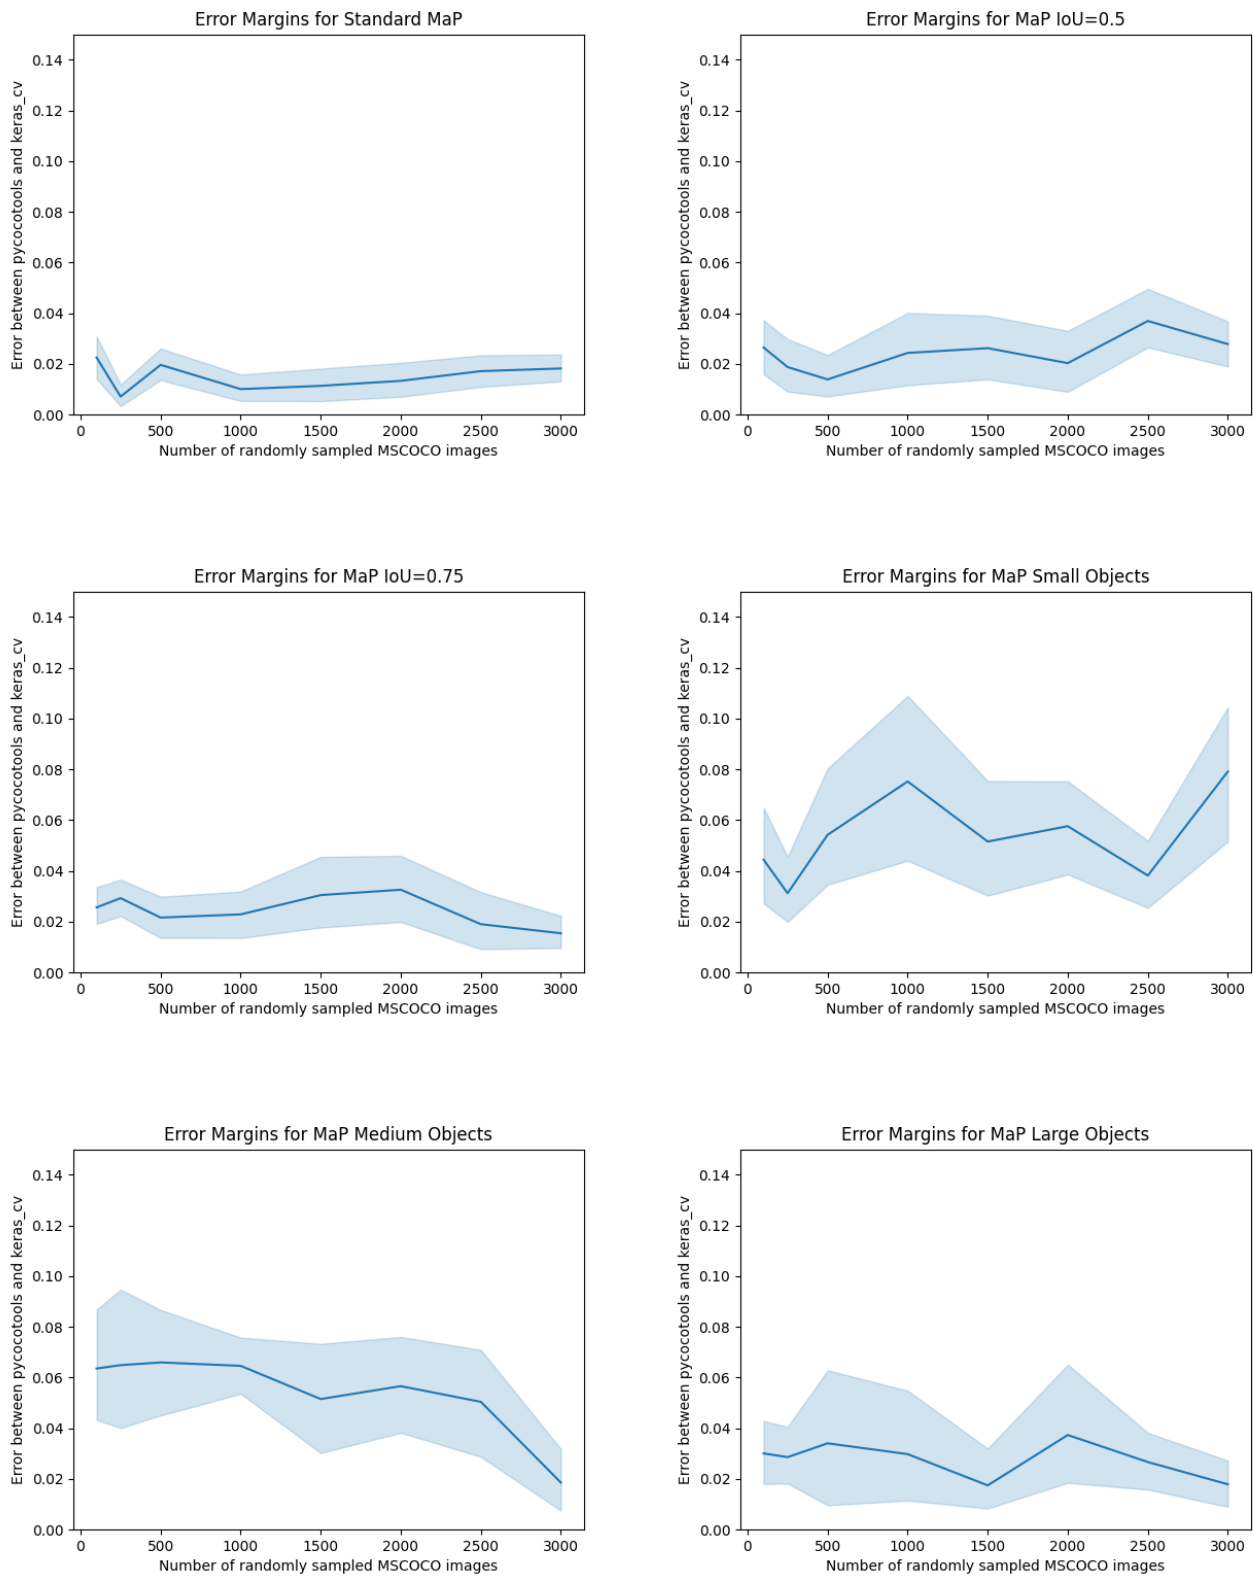 Error Margins for Standard MaP
Error between pycocotools and keras_cv
0.14
0.12
0.10
0.08
0.06
0.04
0.02
0.00
0 500 1000 1500 2000 2500 3000
Number of randomly sampled MSCOCO images
Error Margins for MaP IoU=0.5
Error between pycocotools and keras_cv
0.14
0.12
0.10
0.08
0.06
0.04
0.02
0.00
0 500 1000 1500 2000 2500 3000
Number of randomly sampled MSCOCO images
Error Margins for MaP IoU=0.75
Error between pycocotools and keras_cv
0.14
0.12
0.10
0.08
0.06
0.04
0.02
0.00
0 500 1000 1500 2000 2500 3000
Number of randomly sampled MSCOCO images
Error Margins for MaP Small Objects
Error between pycocotools and keras_cv
0.14
0.12
0.10
0.08
0.06
0.04
0.02
0.00
0 500 1000 1500 2000 2500 3000
Number of randomly sampled MSCOCO images
Error Margins for MaP Medium Objects
Error between pycocotools and keras_cv
0.14
0.12
0.10
0.08
0.06
0.04
0.02
0.00
0 500 1000 1500 2000 2500 3000
Number of randomly sampled MSCOCO images
Error Margins for MaP Large Objects
Error between pycocotools and keras_cv
0.14
0.12
0.10
0.08
0.06
0.04
0.02
0.00
0 500 1000 1500 2000 2500 3000
Number of randomly sampled MSCOCO images